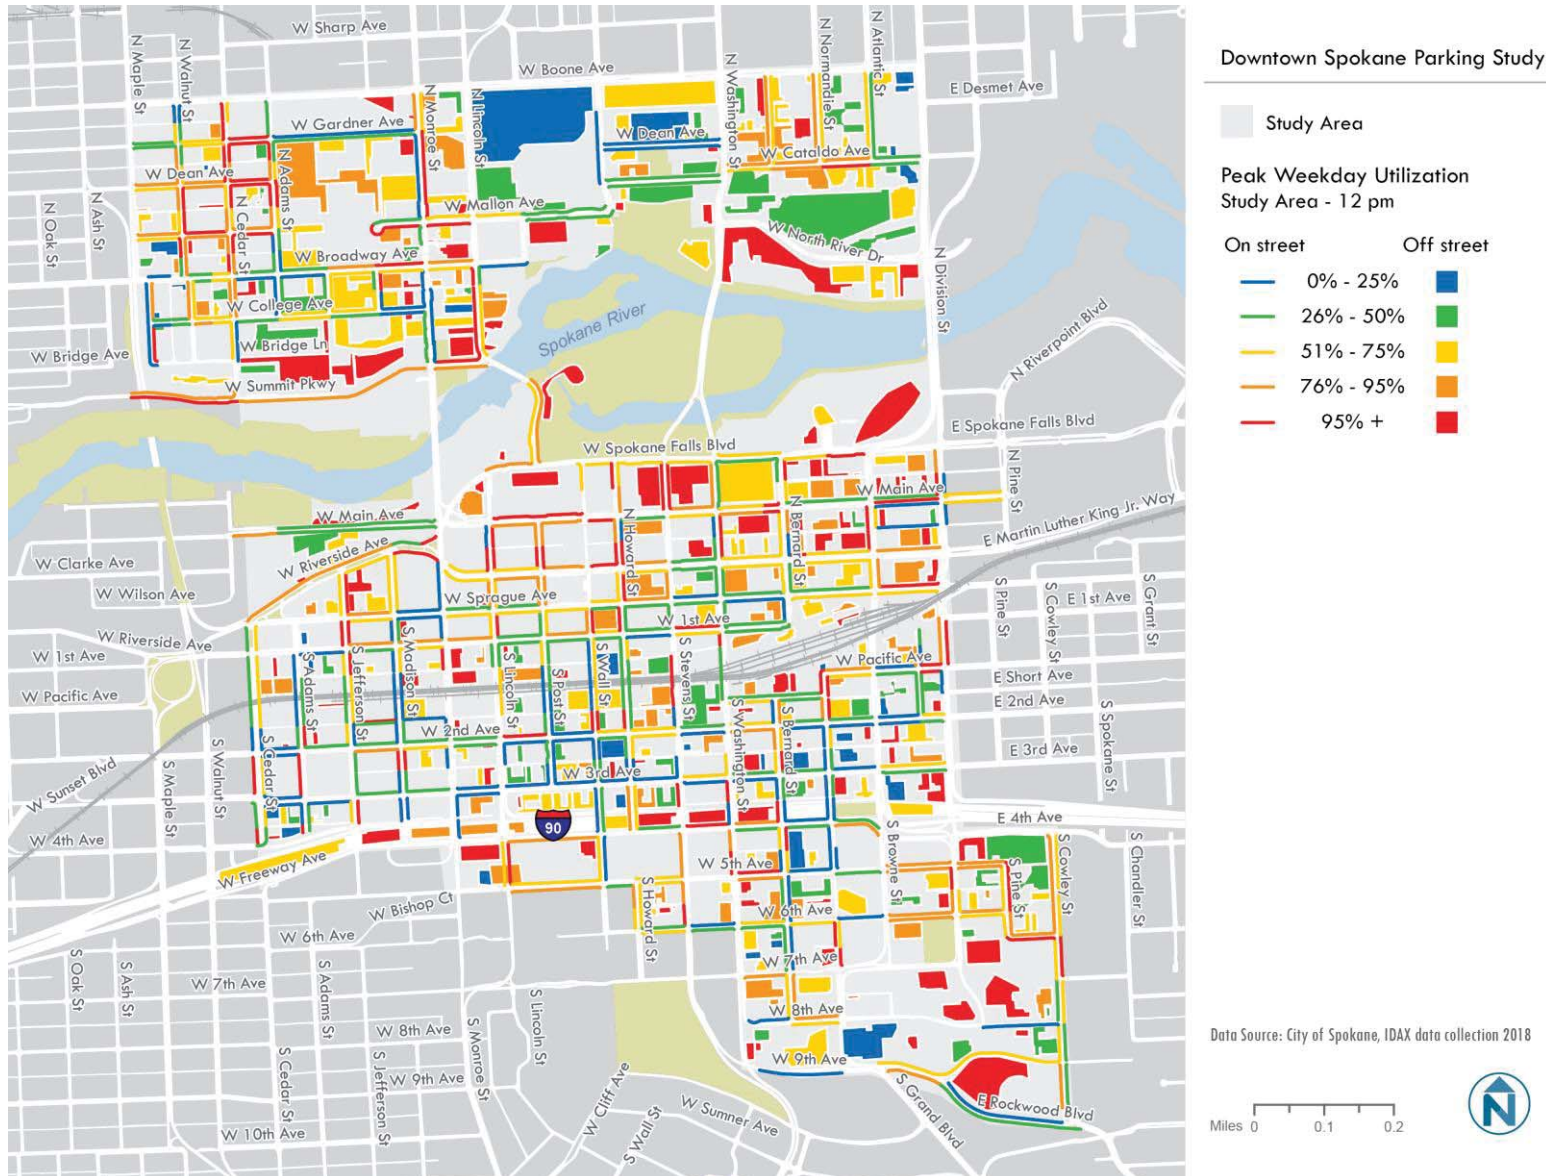 W Sharp Ave
N Maple St
N Walnut St
W Boone Ave
N Washington St
N Normandie St
N Atlantic St
E Desmet Ave
W Gardner Ave
N Monroe St
N Lincoln St
W Dean Ave
W Cataldo Ave
W Dean Ave
N Adams St
N Ash St
N Oak St
N Cedar St
W Mallon Ave
W North River Dr
W Broadway Ave
N Division St
W College Ave
Spokane River
W Bridge Ln
W Bridge Ave
N Riverpoint Blvd
W Summit Pkwy
E Spokane Falls Blvd
W Spokane Falls Blvd
N Pine St
W Main Ave
W Main Ave
N Howard St
N Bernard St
E Martin Luther King Jr. Way
W Riverside Ave
W Clarke Ave
W Wilson Ave
W Sprague Ave
E 1st Ave
S Pine St
S Cowley St
S Grant St
W Riverside Ave
W 1st Ave
W 1st Ave
W Pacific Ave
W Pacific Ave
S Adams St
S Jefferson St
S Madison St
S Lincoln St
S Post St
S Wall St
S Stevens St
E Short Ave
E 2nd Ave
W 2nd Ave
S Washington St
S Bernard St
S Spokane St
E 3rd Ave
W 3rd Ave
S Cedar St
S Walnut St
S Maple St
W Sunset Blvd
90
E 4th Ave
W 4th Ave
W Freeway Ave
W 5th Ave
S Browne St
S Pine St
S Cowley St
S Chandler St
W Bishop Ct
S Howard St
W 6th Ave
W 6th Ave
S Oak St
S Ash St
W 7th Ave
W 7th Ave
S Adams St
S Lincoln St
W 8th Ave
W 8th Ave
S Monroe St
S Cedar St
S Jefferson St
W 9th Ave
W 9th Ave
W Cliff Ave
S Wall St
W Sumner Ave
S Grand Blvd
E Rockwood Blvd
W 10th Ave
Downtown Spokane Parking Study
Study Area
Peak Weekday Utilization
Study Area - 12 pm
On street Off street
0% - 25%
26% - 50%
51% - 75%
76% - 95%
95% +
Data Source: City of Spokane, IDAX data collection 2018
Miles 0 0.1 0.2
N